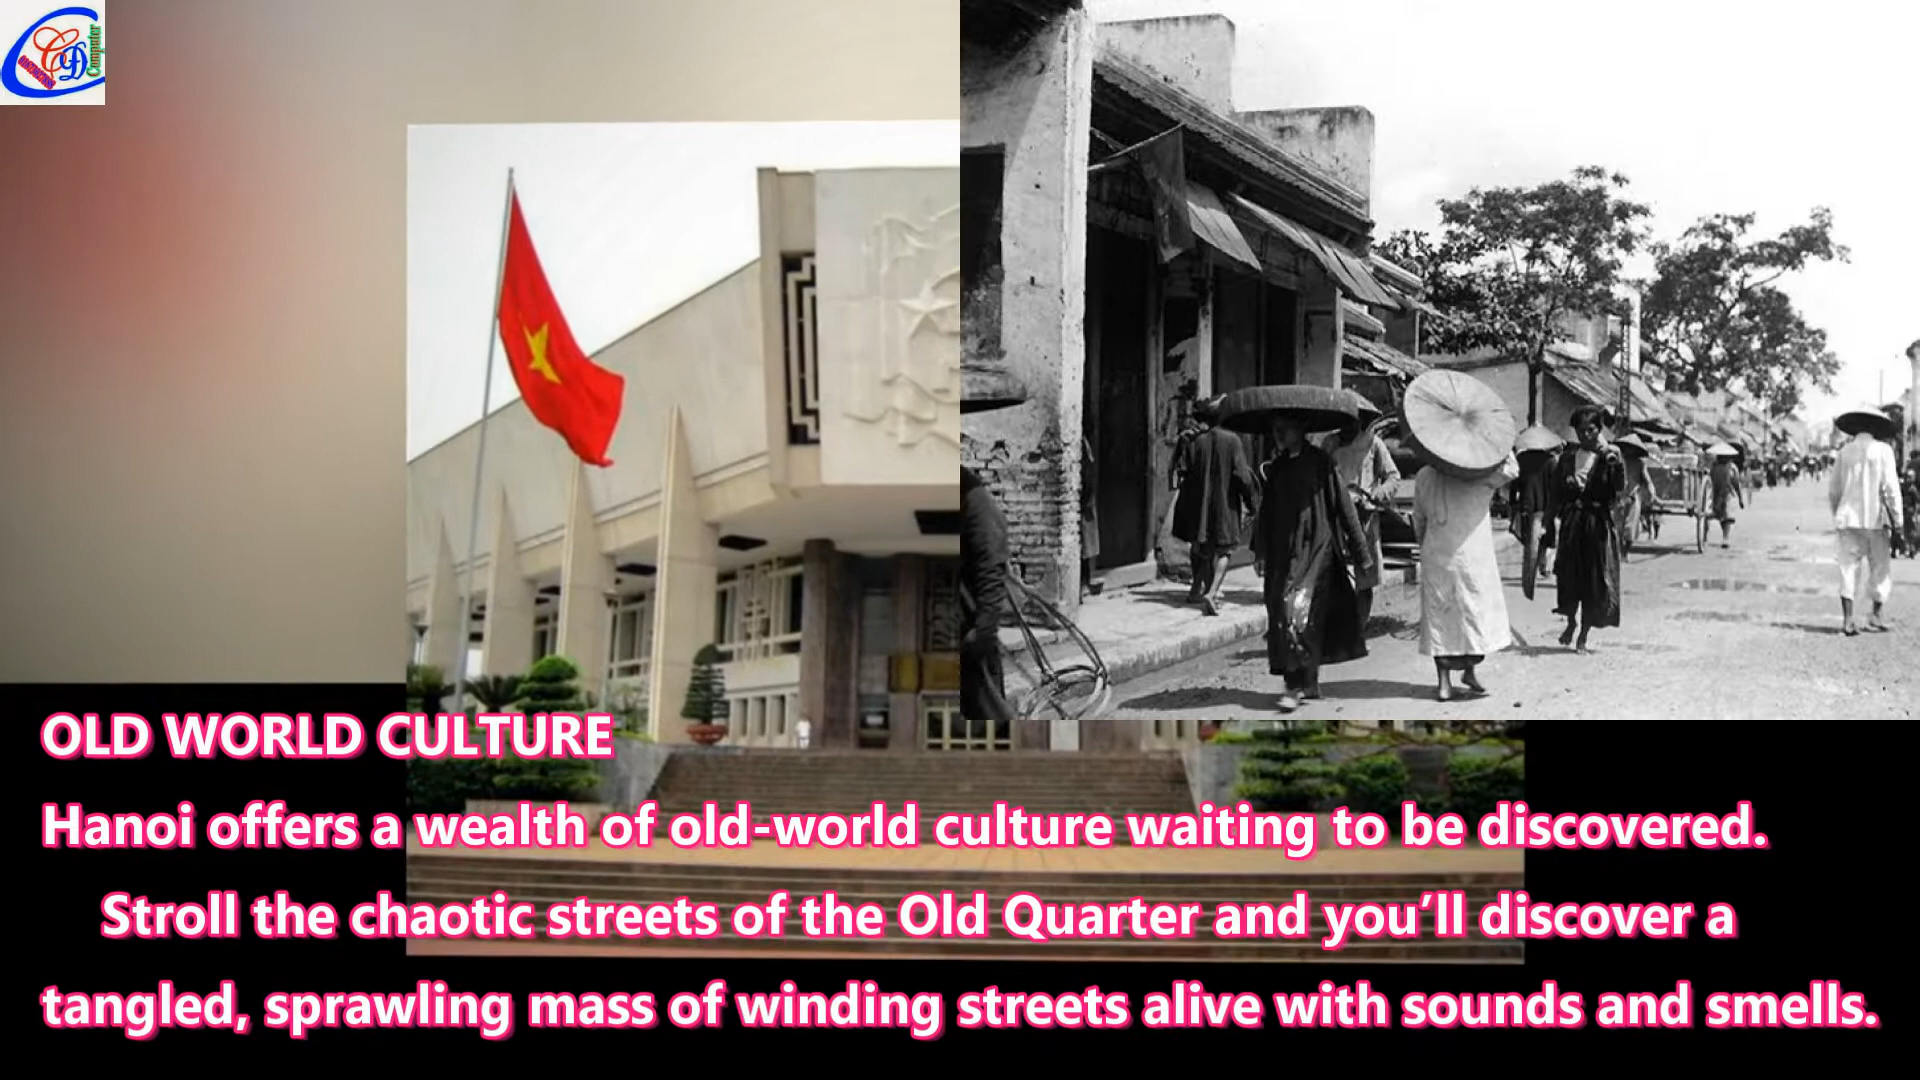 Computer
OLD WORLD CULTURE
Hanoi offers a wealth of old-world culture waiting to be discovered.
Stroll the chaotic streets of the Old Quarter and you’ll discover a
tangled, sprawling mass of winding streets alive with sounds and smells.